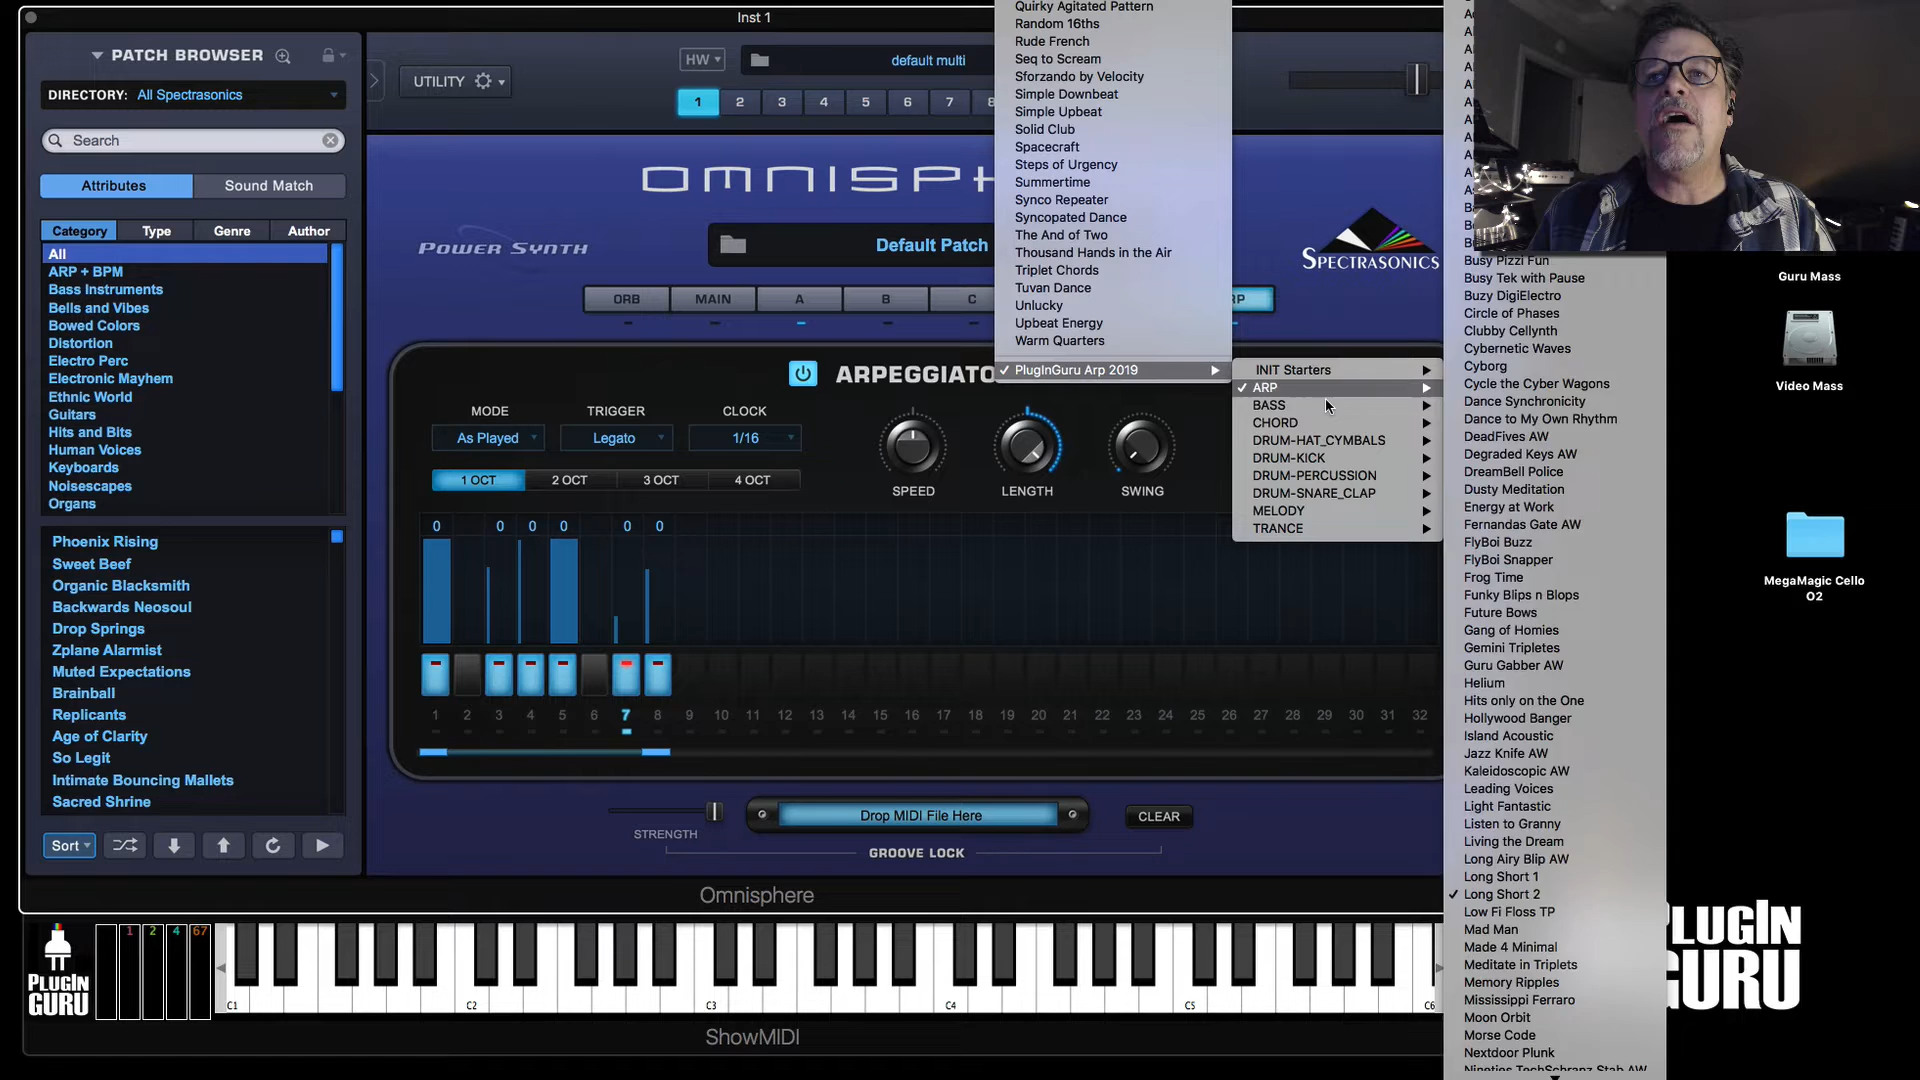 Inst 1
PATCH BROWSER
DIRECTORY: All Spectrasonics
Search
Attributes
Sound Match
Category
Type
Genre
Author
All
ARP + BPM
Bass Instruments
Bells and Vibes
Bowed Colors
Distortion
Electro Perc
Electronic Mayhem
Ethnic World
Guitars
Hits and Bits
Human Voices
Keyboards
Noisescapes
Organs
Phoenix Rising
Sweet Beef
Organic Blacksmith
Backwards Neosoul
Drop Springs
Zplane Alarmist
Muted Expectations
Brainball
Replicants
Age of Clarity
So Legit
Intimate Bouncing Mallets
Sacred Shrine
Sort
UTILITY
HW
default multi
1 2 3 4 5 6 7 8
OMNISPH
POWER SYNTH
Default Patch
SPECTRASONICS
ORB
MAIN
A
B
C
RP
ARPEGGIATO
MODE
TRIGGER
CLOCK
As Played
Legato
1/16
1 OCT
2 OCT
3 OCT
4 OCT
SPEED
LENGTH
SWING
0 0 0 0 0 0
1 2 3 4 5 6 7 8 9 10 11 12 13 14 15 16 17 18 19 20 21 22 23 24 25 26 27 28 29 30 31 32
STRENGTH
Drop MIDI File Here
CLEAR
GROOVE LOCK
Omnisphere
Quirky Agitated Pattern
Random 16ths
Rude French
Seq to Scream
Sforzando by Velocity
Simple Downbeat
Simple Upbeat
Solid Club
Spacecraft
Steps of Urgency
Summertime
Synco Repeater
Syncopated Dance
The And of Two
Thousand Hands in the Air
Triplet Chords
Tuvan Dance
Unlucky
Upbeat Energy
Warm Quarters
PlugInGuru Arp 2019
INIT Starters
ARP
BASS
CHORD
DRUM-HAT_CYMBALS
DRUM-KICK
DRUM-PERCUSSION
DRUM-SNARE_CLAP
MELODY
TRANCE
Busy Pizzi Fun
Busy Tek with Pause
Buzy DigiElectro
Circle of Phases
Clubby Cellynth
Cybernetic Waves
Cyborg
Cycle the Cyber Wagons
Dance Synchronicity
Dance to My Own Rhythm
DeadFives AW
Degraded Keys AW
DreamBell Police
Dusty Meditation
Energy at Work
Fernandas Gate AW
FlyBoi Buzz
FlyBoi Snapper
Frog Time
Funky Blips n Blops
Future Bows
Gang of Homies
Gemini Tripletes
Guru Gabber AW
Helium
Hits only on the One
Hollywood Banger
Island Acoustic
Jazz Knife AW
Kaleidoscopic AW
Leading Voices
Light Fantastic
Listen to Granny
Living the Dream
Long Airy Blip AW
Long Short 1
Long Short 2
Low Fi Floss TP
Mad Man
Made 4 Minimal
Meditate in Triplets
Memory Ripples
Mississippi Ferraro
Moon Orbit
Morse Code
Nextdoor Plunk
Nineties TechSchranz Stab AW
Guru Mass
Video Mass
MegaMagic Cello
O2
PLUGIN
GURU
1 2 4 67
C1 C2 C3 C4 C5 C6
ShowMIDI
LUGIN
GURU